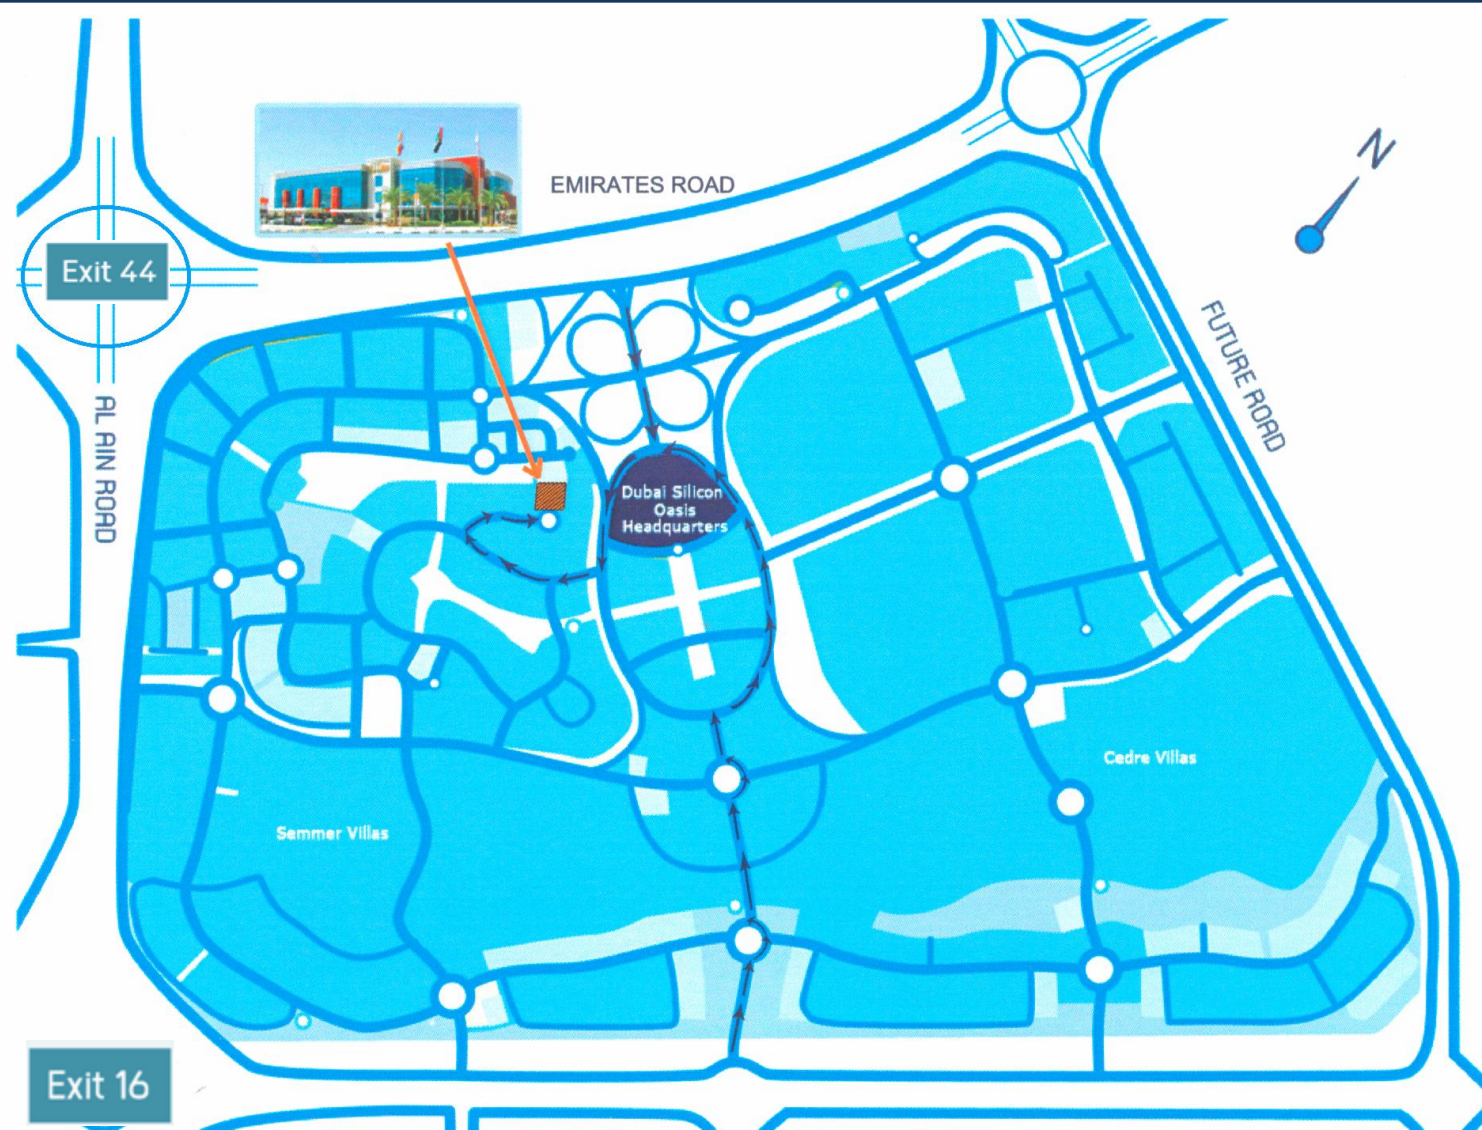 N
EMIRATES ROAD
Exit 44
FUTURE ROAD
AL AIN ROAD
Dubai Silicon
Oasis
Headquarters
Cedre Villas
Semmer Villas
Exit 16